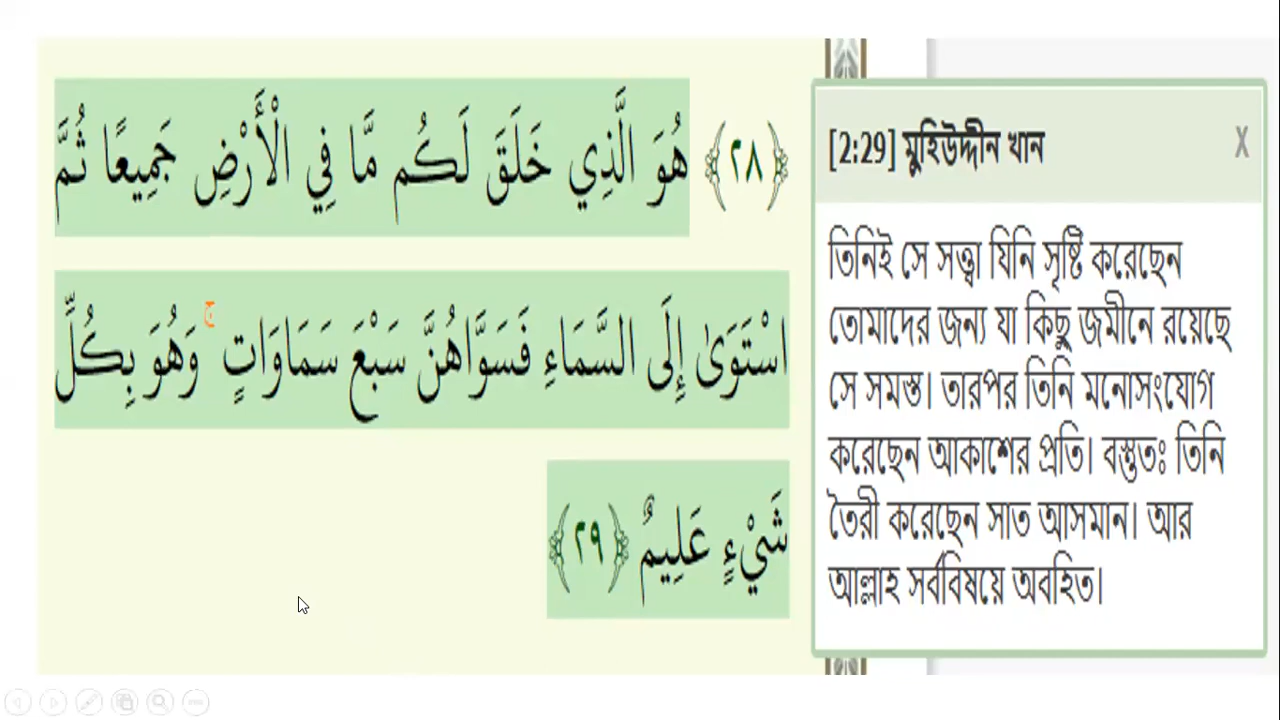 ﴿٢٨﴾ هُوَ الَّذِي خَلَقَ لَكُم مَّا فِي الْأَرْضِ جَمِيعًا ثُمَّ
اسْتَوَىٰ إِلَى السَّمَاءِ فَسَوَّاهُنَّ سَبْعَ سَمَاوَاتٍ ۚ وَهُوَ بِكُلِّ
شَيْءٍ عَلِيمٌ ﴿٢٩﴾
[2:29] মুহিউদ্দীন খান X
তিনিই সে সত্ত্বা যিনি সৃষ্টি করেছেন
তোমাদের জন্য যা কিছু জমীনে রয়েছে
সে সমস্ত। তারপর তিনি মনোসংযোগ
করেছেন আকাশের প্রতি। বস্তুতঃ তিনি
তৈরী করেছেন সাত আসমান। আর
আল্লাহ সর্ববিষয়ে অবহিত।